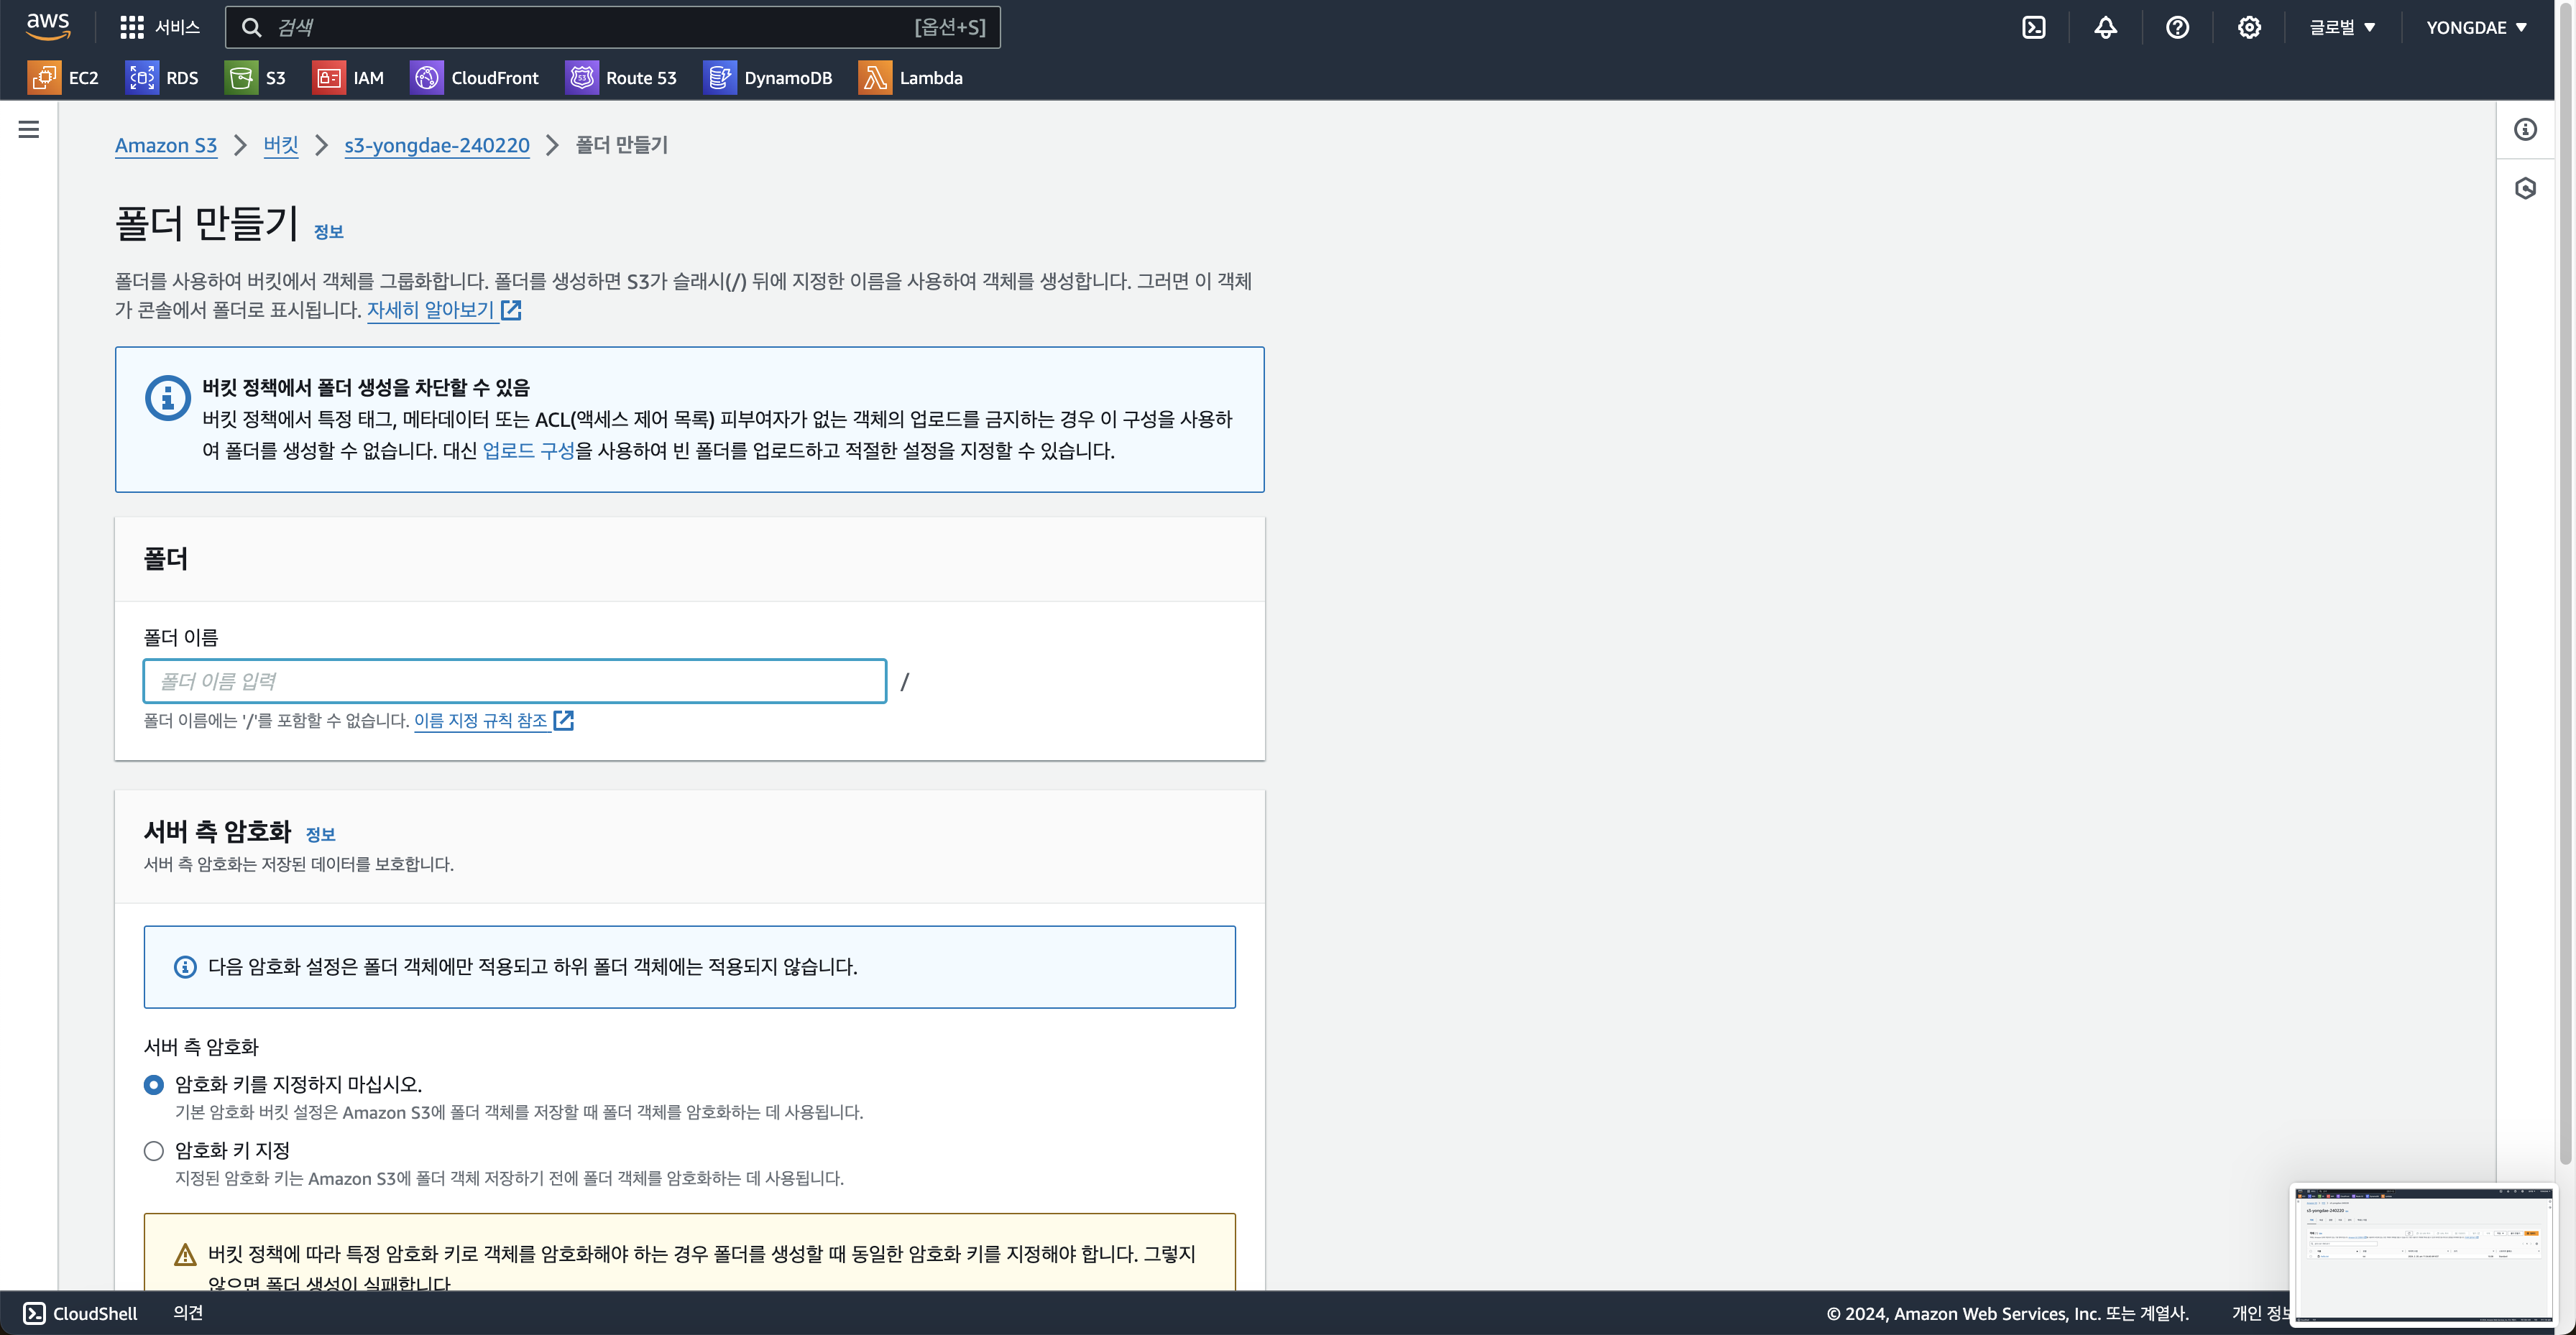 aws
서비스
검색
[옵션+S]
글로벌
YONGDAE
EC2
RDS
S3
IAM
CloudFront
Route 53
DynamoDB
Lambda
Amazon S3
버킷
s3-yongdae-240220
폴더 만들기
폴더 만들기 정보
폴더를 사용하여 버킷에서 객체를 그룹화합니다. 폴더를 생성하면 S3가 슬래시(/) 뒤에 지정한 이름을 사용하여 객체를 생성합니다. 그러면 이 객체
가 콘솔에서 폴더로 표시됩니다. 자세히 알아보기
버킷 정책에서 폴더 생성을 차단할 수 있음
버킷 정책에서 특정 태그, 메타데이터 또는 ACL(액세스 제어 목록) 피부여자가 없는 객체의 업로드를 금지하는 경우 이 구성을 사용하
여 폴더를 생성할 수 없습니다. 대신 업로드 구성을 사용하여 빈 폴더를 업로드하고 적절한 설정을 지정할 수 있습니다.
폴더
폴더 이름
폴더 이름 입력
/
폴더 이름에는 '/'를 포함할 수 없습니다. 이름 지정 규칙 참조
서버 측 암호화 정보
서버 측 암호화는 저장된 데이터를 보호합니다.
다음 암호화 설정은 폴더 객체에만 적용되고 하위 폴더 객체에는 적용되지 않습니다.
서버 측 암호화
암호화 키를 지정하지 마십시오.
기본 암호화 버킷 설정은 Amazon S3에 폴더 객체를 저장할 때 폴더 객체를 암호화하는 데 사용됩니다.
암호화 키 지정
지정된 암호화 키는 Amazon S3에 폴더 객체 저장하기 전에 폴더 객체를 암호화하는 데 사용됩니다.
버킷 정책에 따라 특정 암호화 키로 객체를 암호화해야 하는 경우 폴더를 생성할 때 동일한 암호화 키를 지정해야 합니다. 그렇지
않으면 폴더 생성이 실패합니다
CloudShell
의견
© 2024, Amazon Web Services, Inc. 또는 계열사.
개인 정보